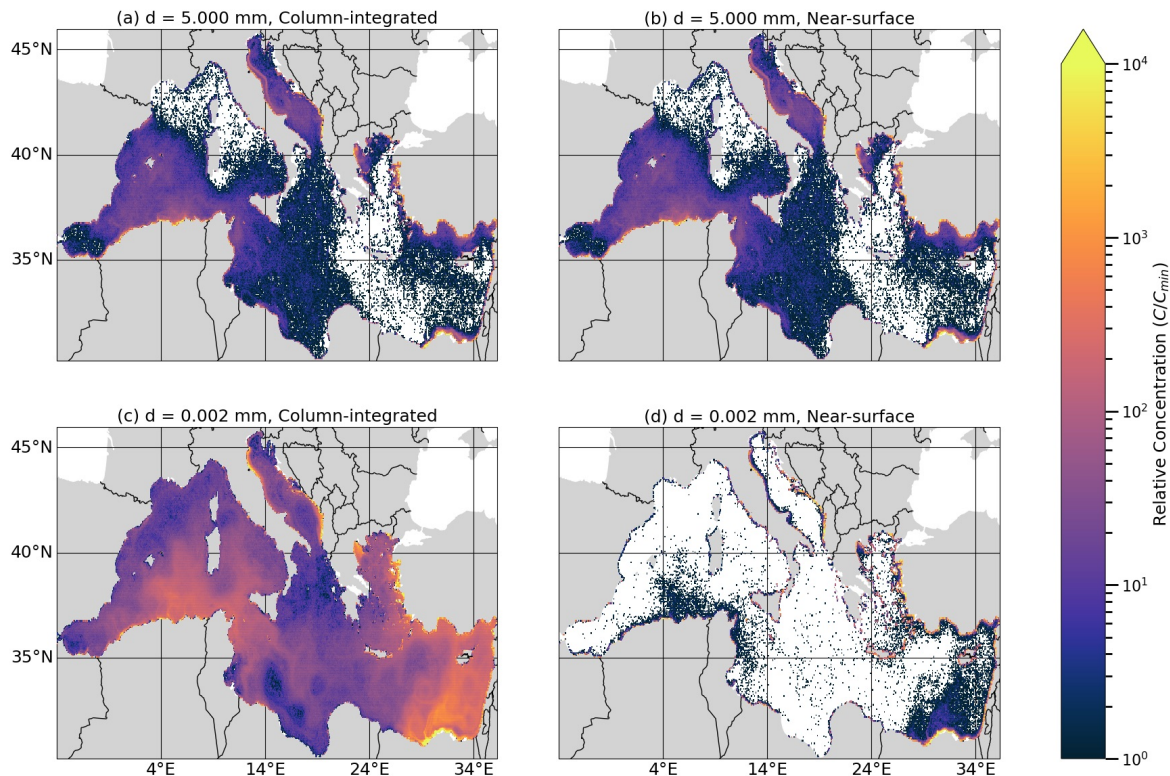 (a) d = 5.000 mm, Column-integrated
(b) d = 5.000 mm, Near-surface
45°N
40°N
35°N
(c) d = 0.002 mm, Column-integrated
(d) d = 0.002 mm, Near-surface
45°N
40°N
35°N
4°E 14°E 24°E 34°E
4°E 14°E 24°E 34°E
10⁴
10³
10²
10¹
10⁰
Relative Concentration (C/Cₘᵢₙ)